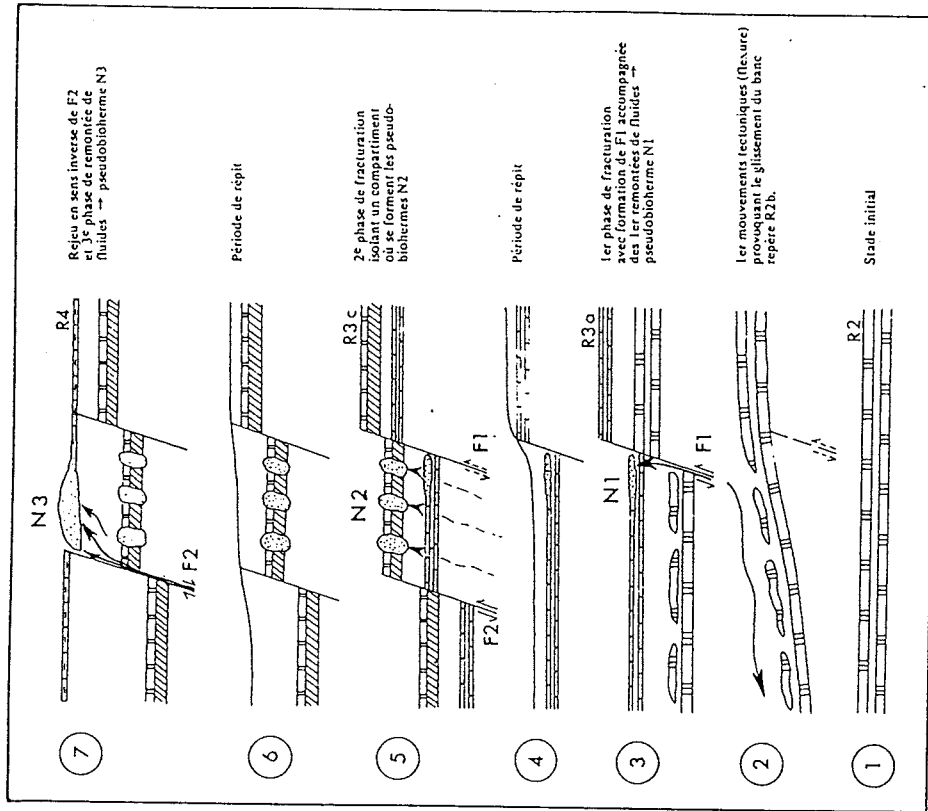 7
N3
R4
F2
Rejeu en sens inverse de F2
et 3e phase de remontée de
fluides → pseudobioherme N3
6
Période de répit
5
N2
R3c
F2
F1
2e phase de fracturation
isolant un compartiment
où se forment les pseudo-
biohermes N2
4
Période de répit
3
N1
R3a
F1
1er phase de fracturation
avec formation de F1 accompagnée
des 1er remontées de fluides →
pseudobioherme N1
2
1er mouvements tectuniques (flexure)
provoquant le glissement du banc
repère R2b.
1
R2
Stade initial